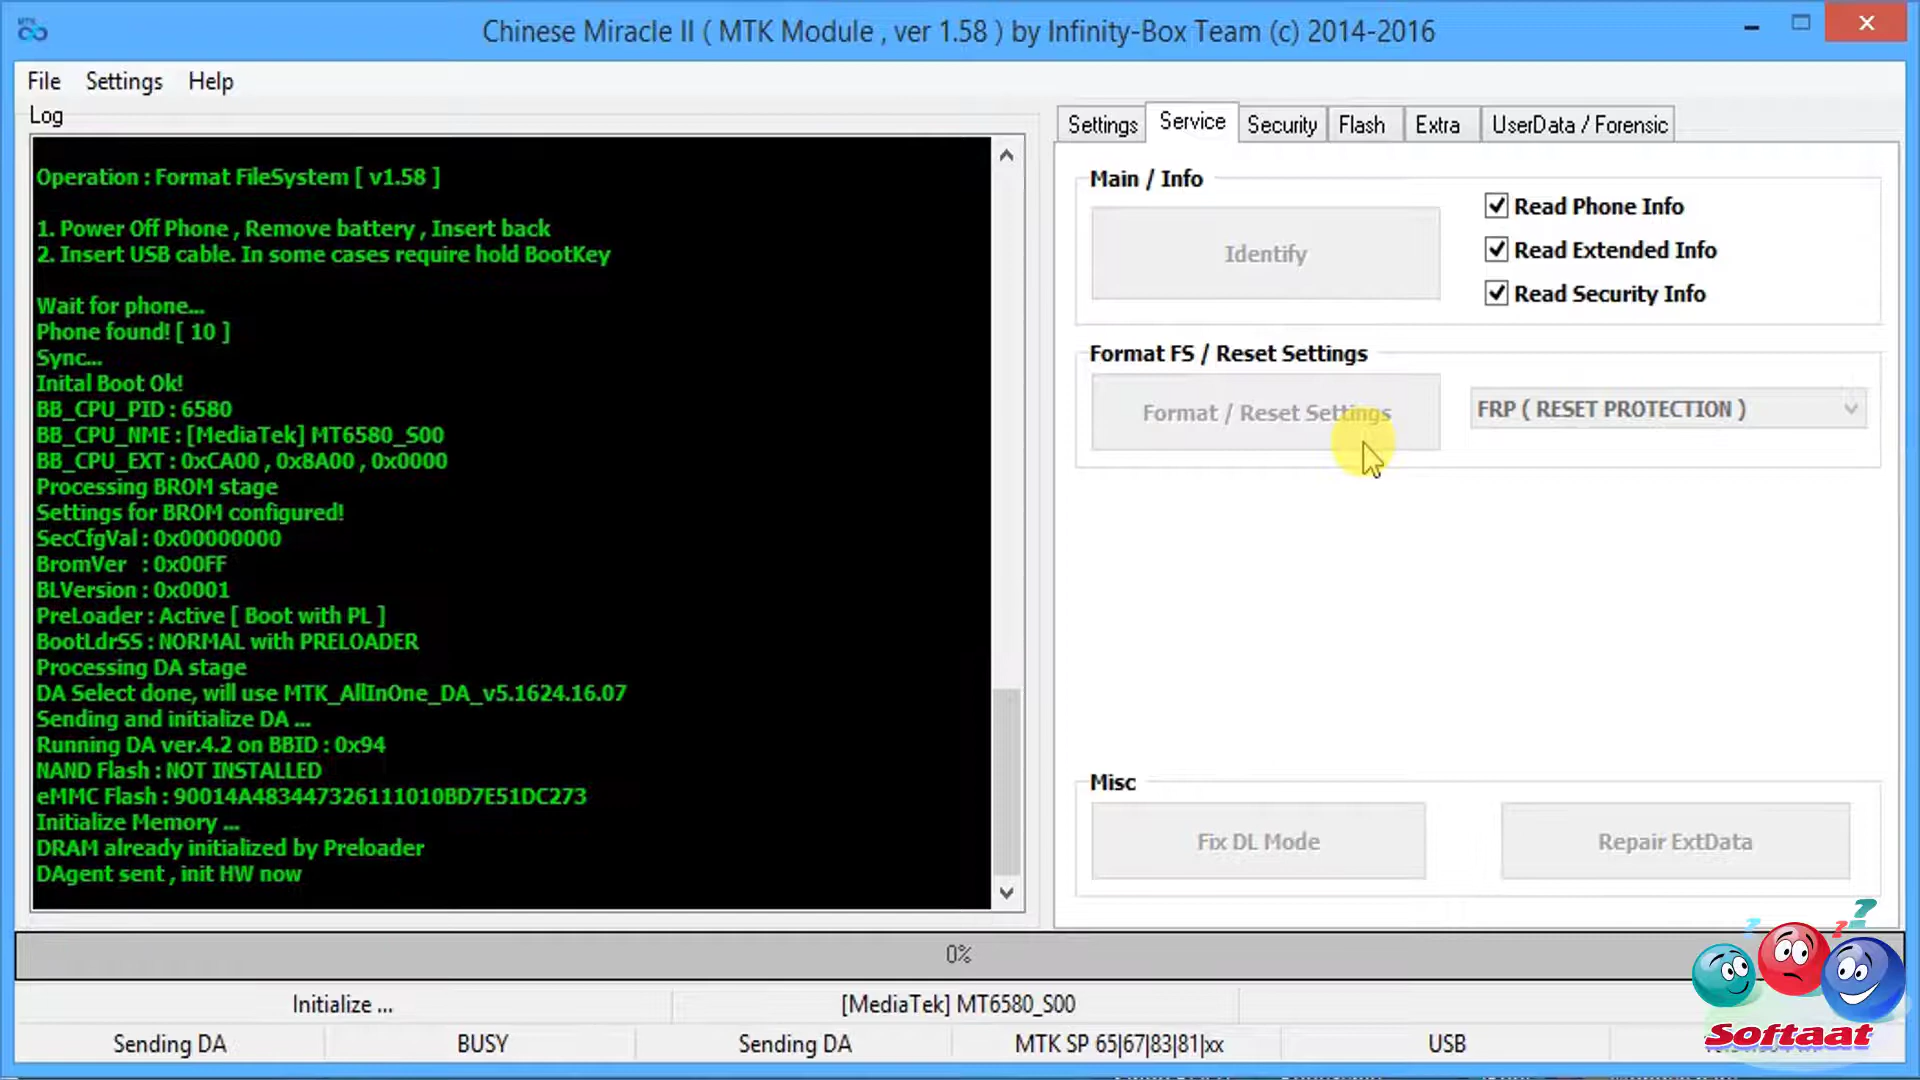 MTK
Chinese Miracle II ( MTK Module , ver 1.58 ) by Infinity-Box Team (c) 2014-2016
File Settings Help
Log
Operation : Format FileSystem [ v1.58 ]
1. Power Off Phone , Remove battery , Insert back
2. Insert USB cable. In some cases require hold BootKey
Wait for phone...
Phone found! [ 10 ]
Sync...
Inital Boot Ok!
BB_CPU_PID : 6580
BB_CPU_NME : [MediaTek] MT6580_S00
BB_CPU_EXT : 0xCA00 , 0x8A00 , 0x0000
Processing BROM stage
Settings for BROM configured!
SecCfgVal : 0x00000000
BromVer : 0x00FF
BLVersion : 0x0001
PreLoader : Active [ Boot with PL ]
BootLdrSS : NORMAL with PRELOADER
Processing DA stage
DA Select done, will use MTK_AllInOne_DA_v5.1624.16.07
Sending and initialize DA ...
Running DA ver.4.2 on BBID : 0x94
NAND Flash : NOT INSTALLED
eMMC Flash : 90014A483447326111010BD7E51DC273
Initialize Memory ...
DRAM already initialized by Preloader
DAgent sent , init HW now
Settings Service Security Flash Extra UserData / Forensic
Main / Info
Identify
Read Phone Info
Read Extended Info
Read Security Info
Format FS / Reset Settings
Format / Reset Settings
FRP ( RESET PROTECTION )
Misc
Fix DL Mode
Repair ExtData
0%
Initialize ... [MediaTek] MT6580_S00
Sending DA BUSY Sending DA MTK SP 65|67|83|81|xx USB
Softaat